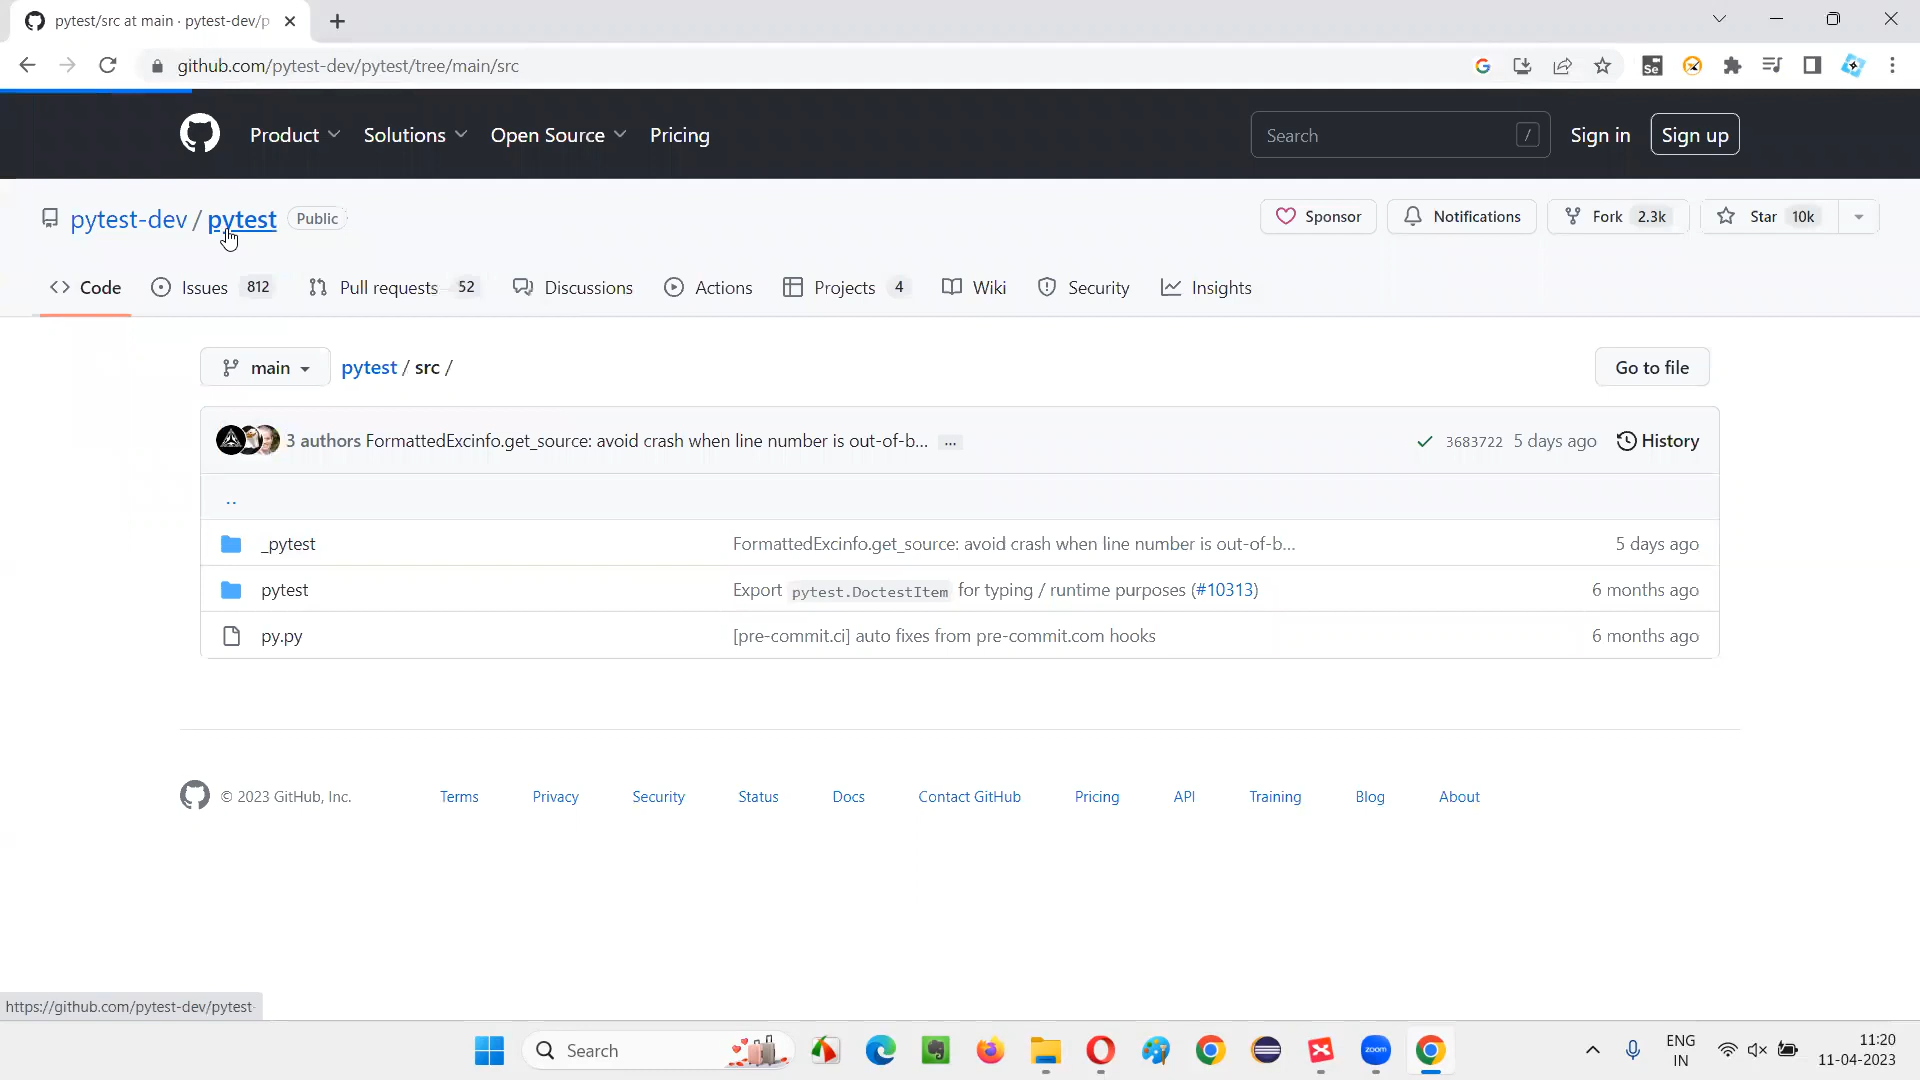 pytest/src at main · pytest-dev/p
github.com/pytest-dev/pytest/tree/main/src
Product Solutions Open Source Pricing Search / Sign in Sign up
pytest-dev / pytest Public Sponsor Notifications Fork 2.3k Star 10k
Code Issues 812 Pull requests 52 Discussions Actions Projects 4 Wiki Security Insights
main pytest / src / Go to file
3 authors FormattedExcinfo.get_source: avoid crash when line number is out-of-b... ... 3683722 5 days ago History
..
_pytest FormattedExcinfo.get_source: avoid crash when line number is out-of-b... 5 days ago
pytest Export pytest.DoctestItem for typing / runtime purposes (#10313) 6 months ago
py.py [pre-commit.ci] auto fixes from pre-commit.com hooks 6 months ago
© 2023 GitHub, Inc. Terms Privacy Security Status Docs Contact GitHub Pricing API Training Blog About
https://github.com/pytest-dev/pytest
Search zoom ENG 11:20
IN 11-04-2023